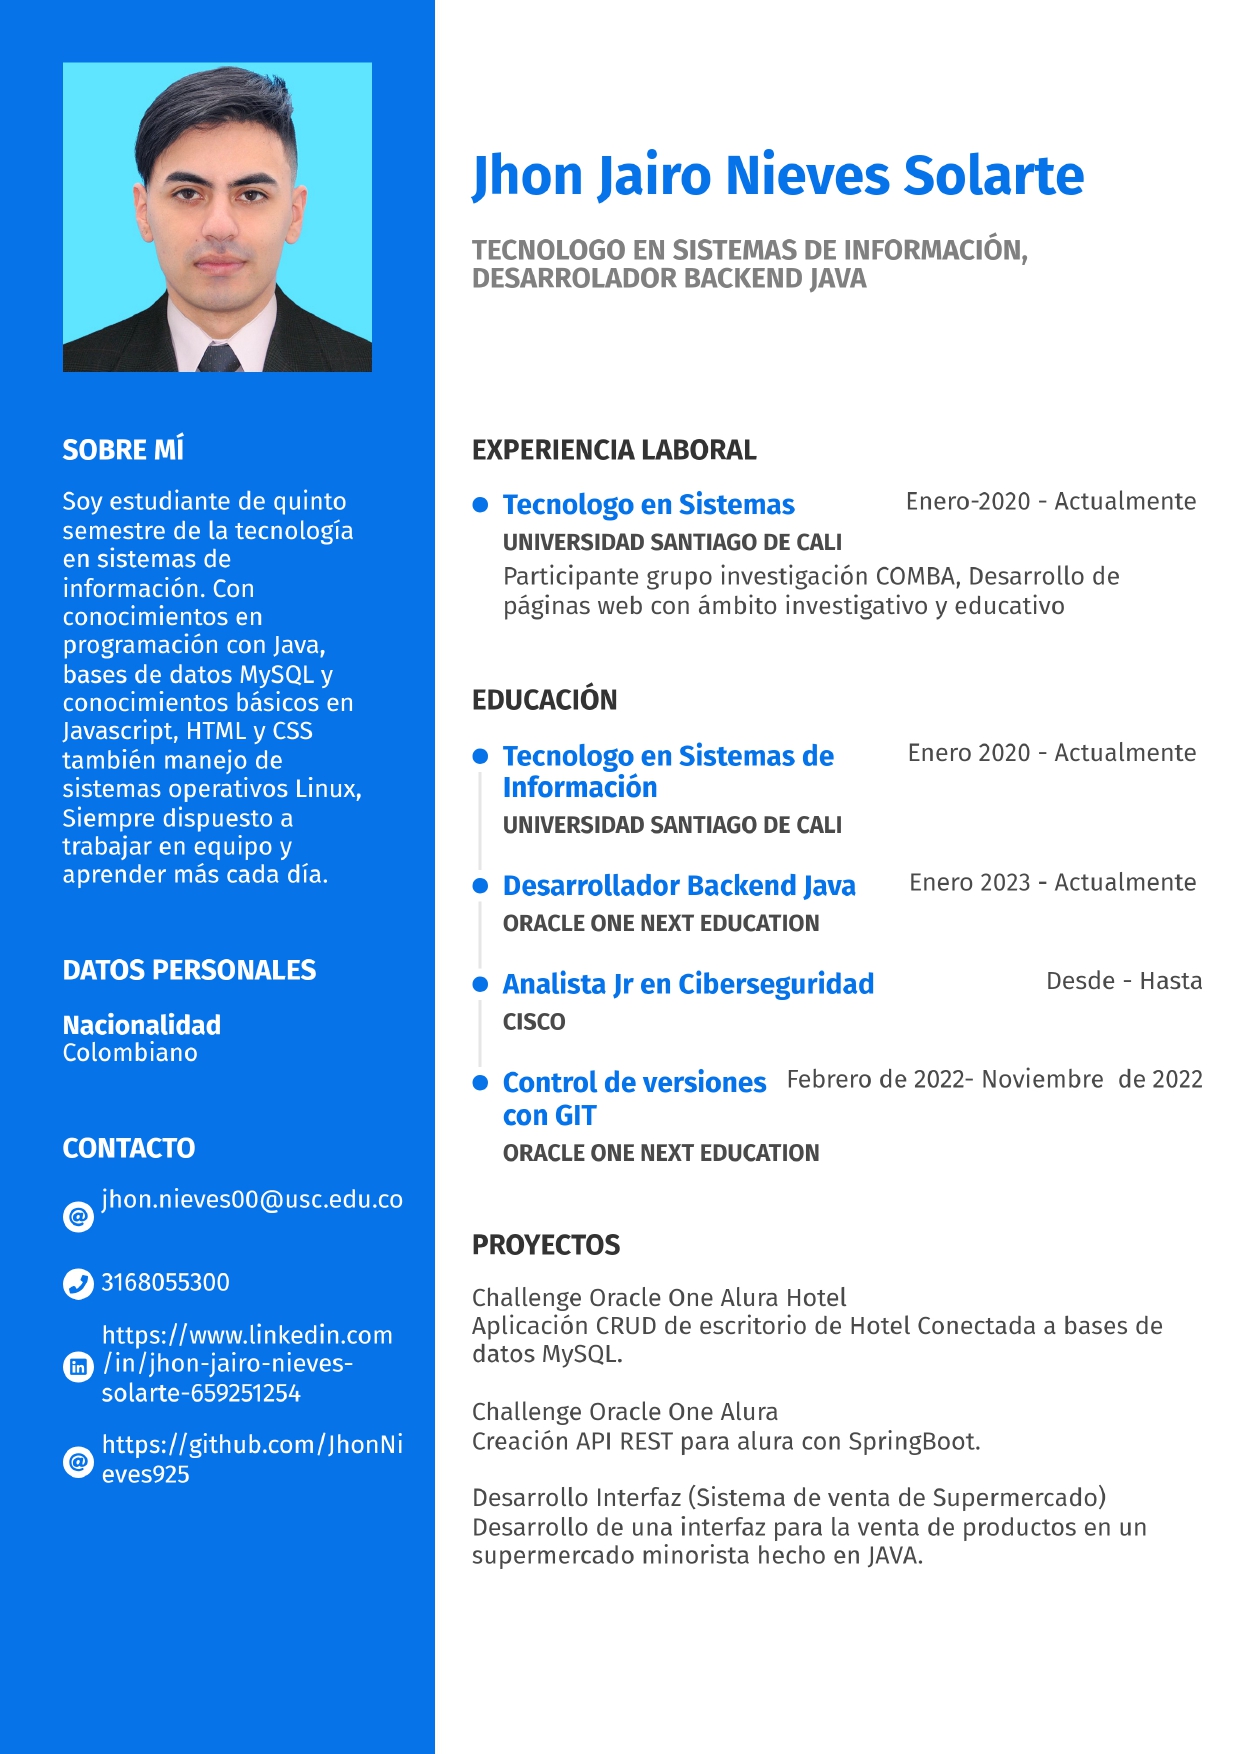 Jhon Jairo Nieves Solarte
TECNOLOGO EN SISTEMAS DE INFORMACIÓN,
DESARROLADOR BACKEND JAVA
SOBRE MÍ
Soy estudiante de quinto
semestre de la tecnología
en sistemas de
información. Con
conocimientos en
programación con Java,
bases de datos MySQL y
conocimientos básicos en
Javascript, HTML y CSS
también manejo de
sistemas operativos Linux,
Siempre dispuesto a
trabajar en equipo y
aprender más cada día.
DATOS PERSONALES
Nacionalidad
Colombiano
CONTACTO
jhon.nieves00@usc.edu.co
3168055300
https://www.linkedin.com
/in/jhon-jairo-nieves-
solarte-659251254
https://github.com/JhonNi
eves925
EXPERIENCIA LABORAL
Tecnologo en Sistemas Enero-2020 - Actualmente
UNIVERSIDAD SANTIAGO DE CALI
Participante grupo investigación COMBA, Desarrollo de
páginas web con ámbito investigativo y educativo
EDUCACIÓN
Tecnologo en Sistemas de Enero 2020 - Actualmente
Información
UNIVERSIDAD SANTIAGO DE CALI
Desarrollador Backend Java Enero 2023 - Actualmente
ORACLE ONE NEXT EDUCATION
Analista Jr en Ciberseguridad Desde - Hasta
CISCO
Control de versiones Febrero de 2022- Noviembre  de 2022
con GIT
ORACLE ONE NEXT EDUCATION
PROYECTOS
Challenge Oracle One Alura Hotel
Aplicación CRUD de escritorio de Hotel Conectada a bases de
datos MySQL.
Challenge Oracle One Alura
Creación API REST para alura con SpringBoot.
Desarrollo Interfaz (Sistema de venta de Supermercado)
Desarrollo de una interfaz para la venta de productos en un
supermercado minorista hecho en JAVA.